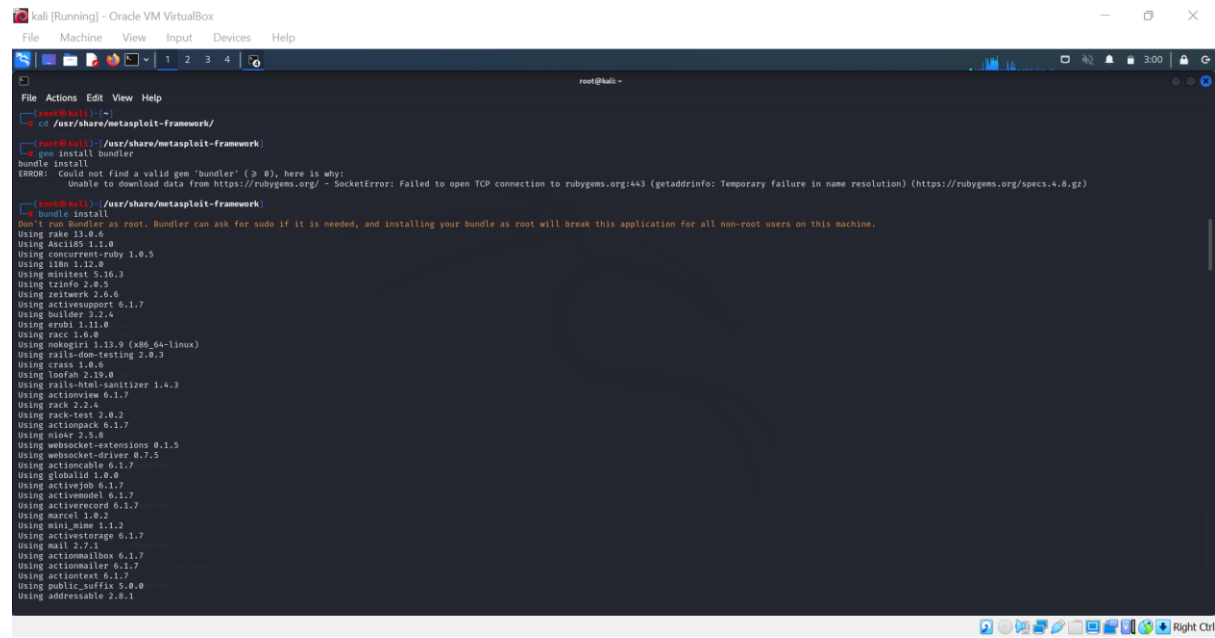 kali [Running] - Oracle VM VirtualBox
File Machine View Input Devices Help
1 2 3 4
3:00
root@kali: ~
File Actions Edit View Help
(root㉿kali)-[~]
# cd /usr/share/metasploit-framework/
(root㉿kali)-[/usr/share/metasploit-framework]
# gem install bundler
bundle install
ERROR: Could not find a valid gem 'bundler' (≥ 0), here is why:
Unable to download data from https://rubygems.org/ - SocketError: Failed to open TCP connection to rubygems.org:443 (getaddrinfo: Temporary failure in name resolution) (https://rubygems.org/specs.4.8.gz)
(root㉿kali)-[/usr/share/metasploit-framework]
# bundle install
Don't run Bundler as root. Bundler can ask for sudo if it is needed, and installing your bundle as root will break this application for all non-root users on this machine.
Using rake 13.0.6
Using Ascii85 1.1.0
Using concurrent-ruby 1.0.5
Using i18n 1.12.0
Using minitest 5.16.3
Using tzinfo 2.0.5
Using zeitwerk 2.6.6
Using activesupport 6.1.7
Using builder 3.2.4
Using erubi 1.11.0
Using racc 1.6.0
Using nokogiri 1.13.9 (x86_64-linux)
Using rails-dom-testing 2.0.3
Using crass 1.0.6
Using loofah 2.19.0
Using rails-html-sanitizer 1.4.3
Using actionview 6.1.7
Using rack 2.2.4
Using rack-test 2.0.2
Using actionpack 6.1.7
Using nio4r 2.5.8
Using websocket-extensions 0.1.5
Using websocket-driver 0.7.5
Using actioncable 6.1.7
Using globalid 1.0.0
Using activejob 6.1.7
Using activemodel 6.1.7
Using activerecord 6.1.7
Using marcel 1.0.2
Using mini_mime 1.1.2
Using activestorage 6.1.7
Using mail 2.7.1
Using actionmailbox 6.1.7
Using actionmailer 6.1.7
Using actiontext 6.1.7
Using public_suffix 5.0.0
Using addressable 2.8.1
Right Ctrl